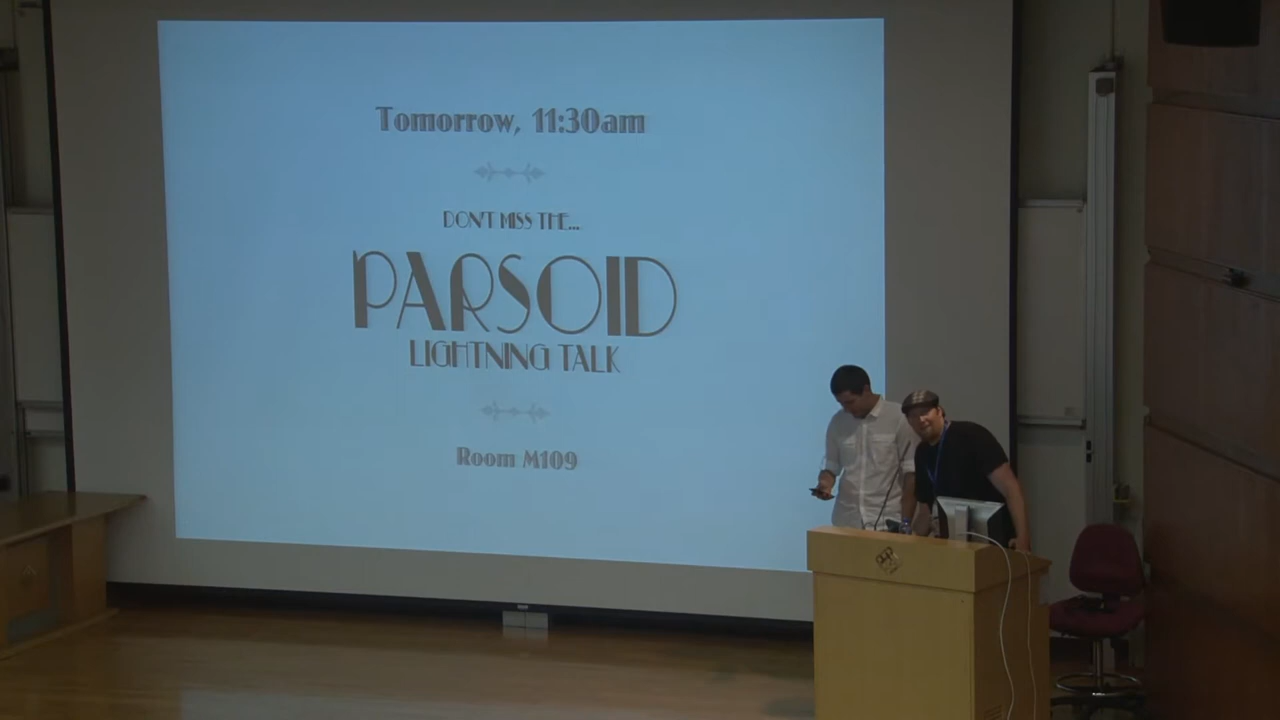 Tomorrow, 11:30am
DON'T MISS THE...
PARSOID
LIGHTNING TALK
Room M109